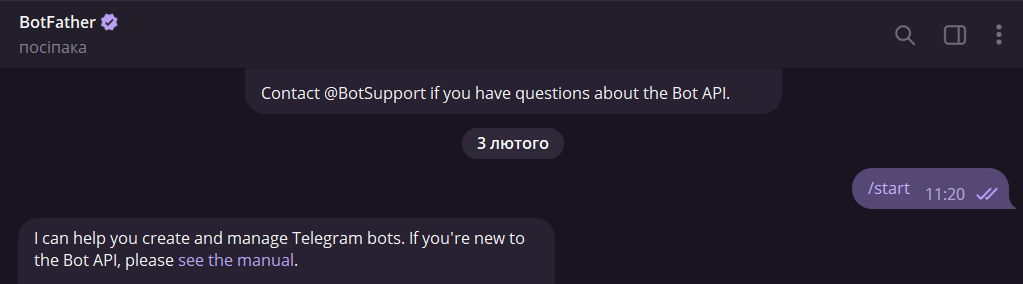 BotFather
посіпака
Contact @BotSupport if you have questions about the Bot API.
3 лютого
/start 11:20
I can help you create and manage Telegram bots. If you're new to
the Bot API, please see the manual.